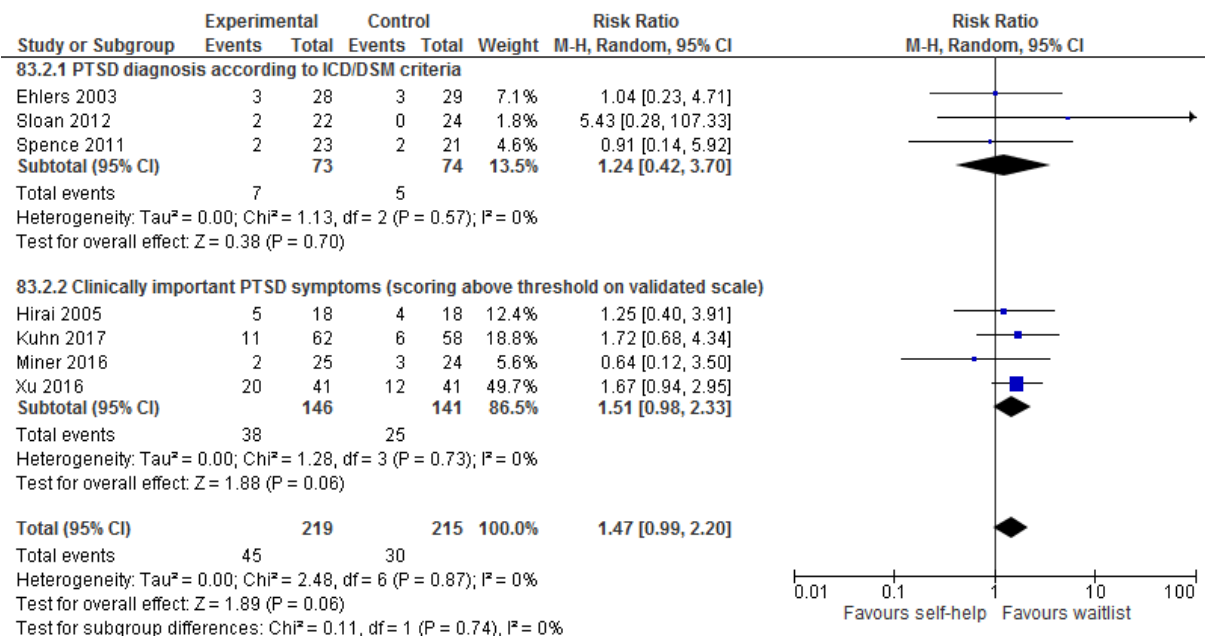 Experimental Control Risk Ratio Risk Ratio
Study or Subgroup Events Total Events Total Weight M-H, Random, 95% CI M-H, Random, 95% CI
83.2.1 PTSD diagnosis according to ICD/DSM criteria
Ehlers 2003 3 28 3 29 7.1% 1.04 [0.23, 4.71]
Sloan 2012 2 22 0 24 1.8% 5.43 [0.28, 107.33]
Spence 2011 2 23 2 21 4.6% 0.91 [0.14, 5.92]
Subtotal (95% CI) 73 74 13.5% 1.24 [0.42, 3.70]
Total events 7 5
Heterogeneity: Tau² = 0.00; Chi² = 1.13, df = 2 (P = 0.57); I² = 0%
Test for overall effect: Z = 0.38 (P = 0.70)
83.2.2 Clinically important PTSD symptoms (scoring above threshold on validated scale)
Hirai 2005 5 18 4 18 12.4% 1.25 [0.40, 3.91]
Kuhn 2017 11 62 6 58 18.8% 1.72 [0.68, 4.34]
Miner 2016 2 25 3 24 5.6% 0.64 [0.12, 3.50]
Xu 2016 20 41 12 41 49.7% 1.67 [0.94, 2.95]
Subtotal (95% CI) 146 141 86.5% 1.51 [0.98, 2.33]
Total events 38 25
Heterogeneity: Tau² = 0.00; Chi² = 1.28, df = 3 (P = 0.73); I² = 0%
Test for overall effect: Z = 1.88 (P = 0.06)
Total (95% CI) 219 215 100.0% 1.47 [0.99, 2.20]
Total events 45 30
Heterogeneity: Tau² = 0.00; Chi² = 2.48, df = 6 (P = 0.87); I² = 0%
Test for overall effect: Z = 1.89 (P = 0.06)
Test for subgroup differences: Chi² = 0.11, df = 1 (P = 0.74), I² = 0%
0.01 0.1 1 10 100
Favours self-help Favours waitlist